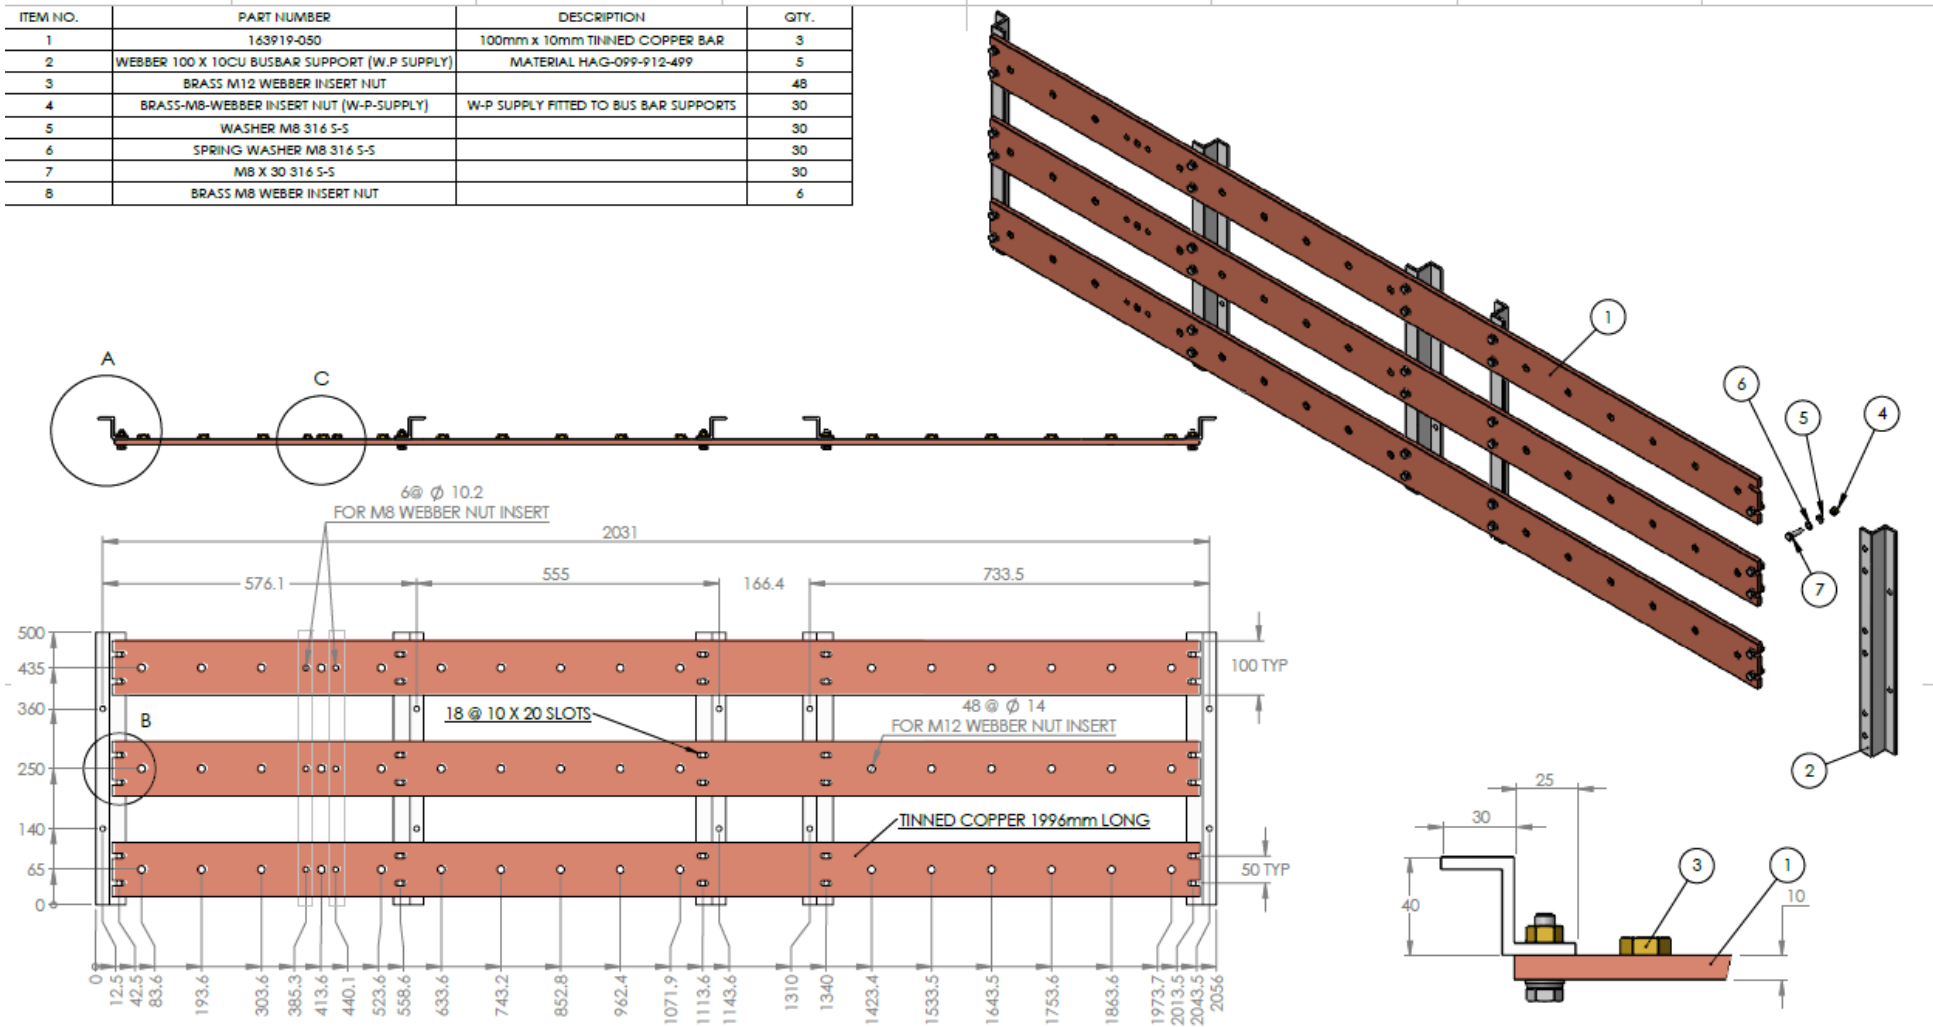 ITEM NO. PART NUMBER DESCRIPTION QTY.
1 163919-050 100mm x 10mm TINNED COPPER BAR 3
2 WEBBER 100 X 10CU BUSBAR SUPPORT (W.P SUPPLY) MATERIAL HAG-099-912-499 5
3 BRASS M12 WEBBER INSERT NUT 48
4 BRASS-M8-WEBBER INSERT NUT (W-P-SUPPLY) W-P SUPPLY FITTED TO BUS BAR SUPPORTS 30
5 WASHER M8 316 S-S 30
6 SPRING WASHER M8 316 S-S 30
7 M8 X 30 316 S-S 30
8 BRASS M8 WEBER INSERT NUT 6
1
6
5
4
7
2
A
C
6@ Ø 10.2
FOR M8 WEBBER NUT INSERT
2031
576.1 555 166.4 733.5
500
435
360
250
140
65
0
100 TYP
B
18 @ 10 X 20 SLOTS
48 @ Ø 14
FOR M12 WEBBER NUT INSERT
TINNED COPPER 1996mm LONG
50 TYP
0 12.5 42.5 83.6 193.6 303.6 385.3 413.6 440.1 523.6 558.6 633.6 743.2 852.8 962.4 1071.9 1113.6 1143.6 1310 1340 1423.4 1533.5 1643.5 1753.6 1863.6 1973.7 2013.5 2043.5 2056
25
30
40
3
1
10